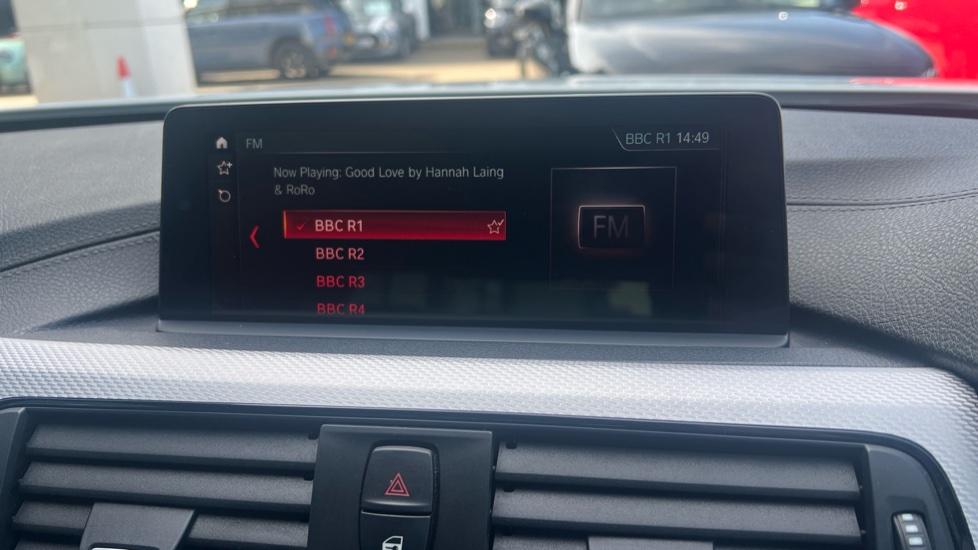 FM
BBC R1 14:49
Now Playing: Good Love by Hannah Laing
& RoRo
BBC R1
FM
BBC R2
BBC R3
BBC R4